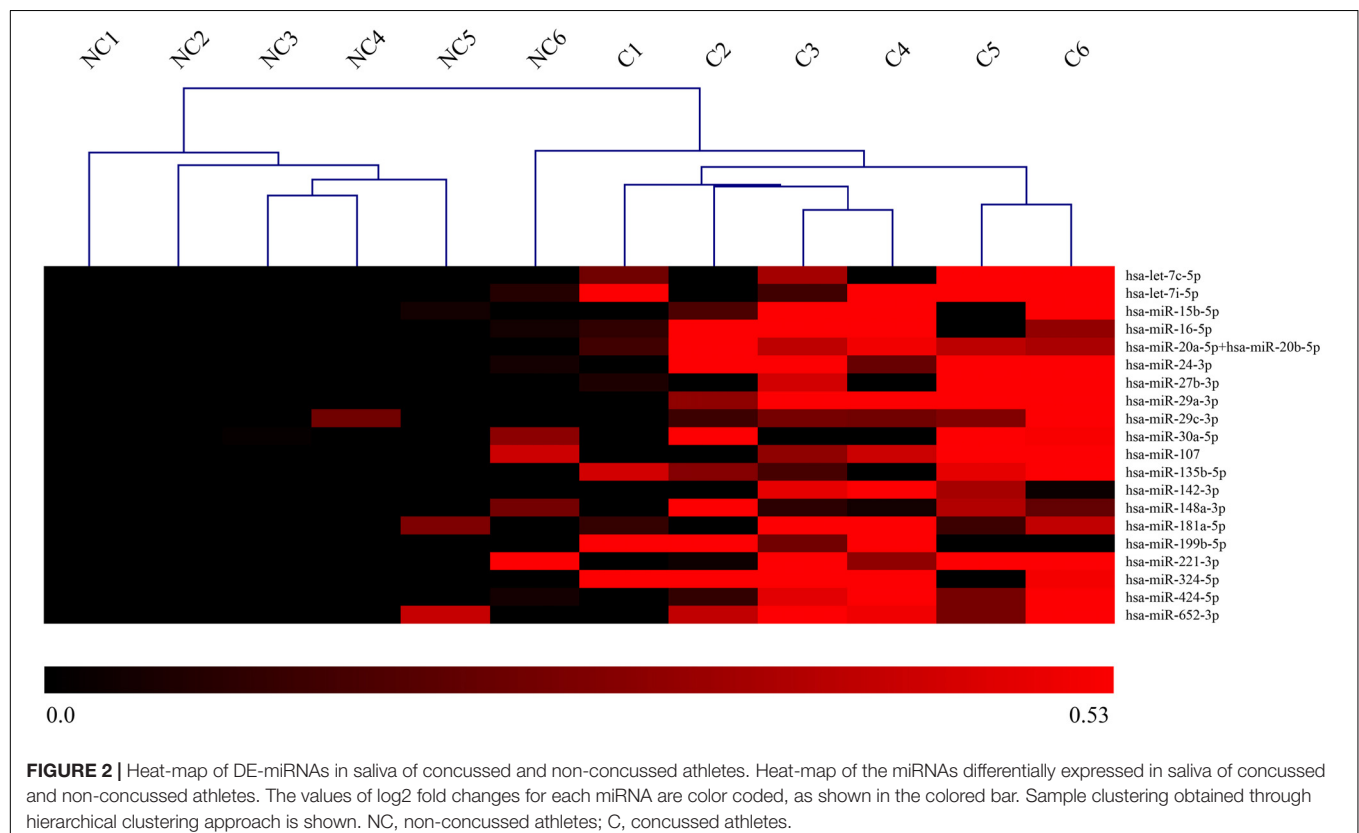 NC1 NC2 NC3 NC4 NC5 NC6 C1 C2 C3 C4 C5 C6
hsa-let-7c-5p
hsa-let-7i-5p
hsa-miR-15b-5p
hsa-miR-16-5p
hsa-miR-20a-5p+hsa-miR-20b-5p
hsa-miR-24-3p
hsa-miR-27b-3p
hsa-miR-29a-3p
hsa-miR-29c-3p
hsa-miR-30a-5p
hsa-miR-107
hsa-miR-135b-5p
hsa-miR-142-3p
hsa-miR-148a-3p
hsa-miR-181a-5p
hsa-miR-199b-5p
hsa-miR-221-3p
hsa-miR-324-5p
hsa-miR-424-5p
hsa-miR-652-3p
0.0 0.53
FIGURE 2 | Heat-map of DE-miRNAs in saliva of concussed and non-concussed athletes. Heat-map of the miRNAs differentially expressed in saliva of concussed
and non-concussed athletes. The values of log2 fold changes for each miRNA are color coded, as shown in the colored bar. Sample clustering obtained through
hierarchical clustering approach is shown. NC, non-concussed athletes; C, concussed athletes.